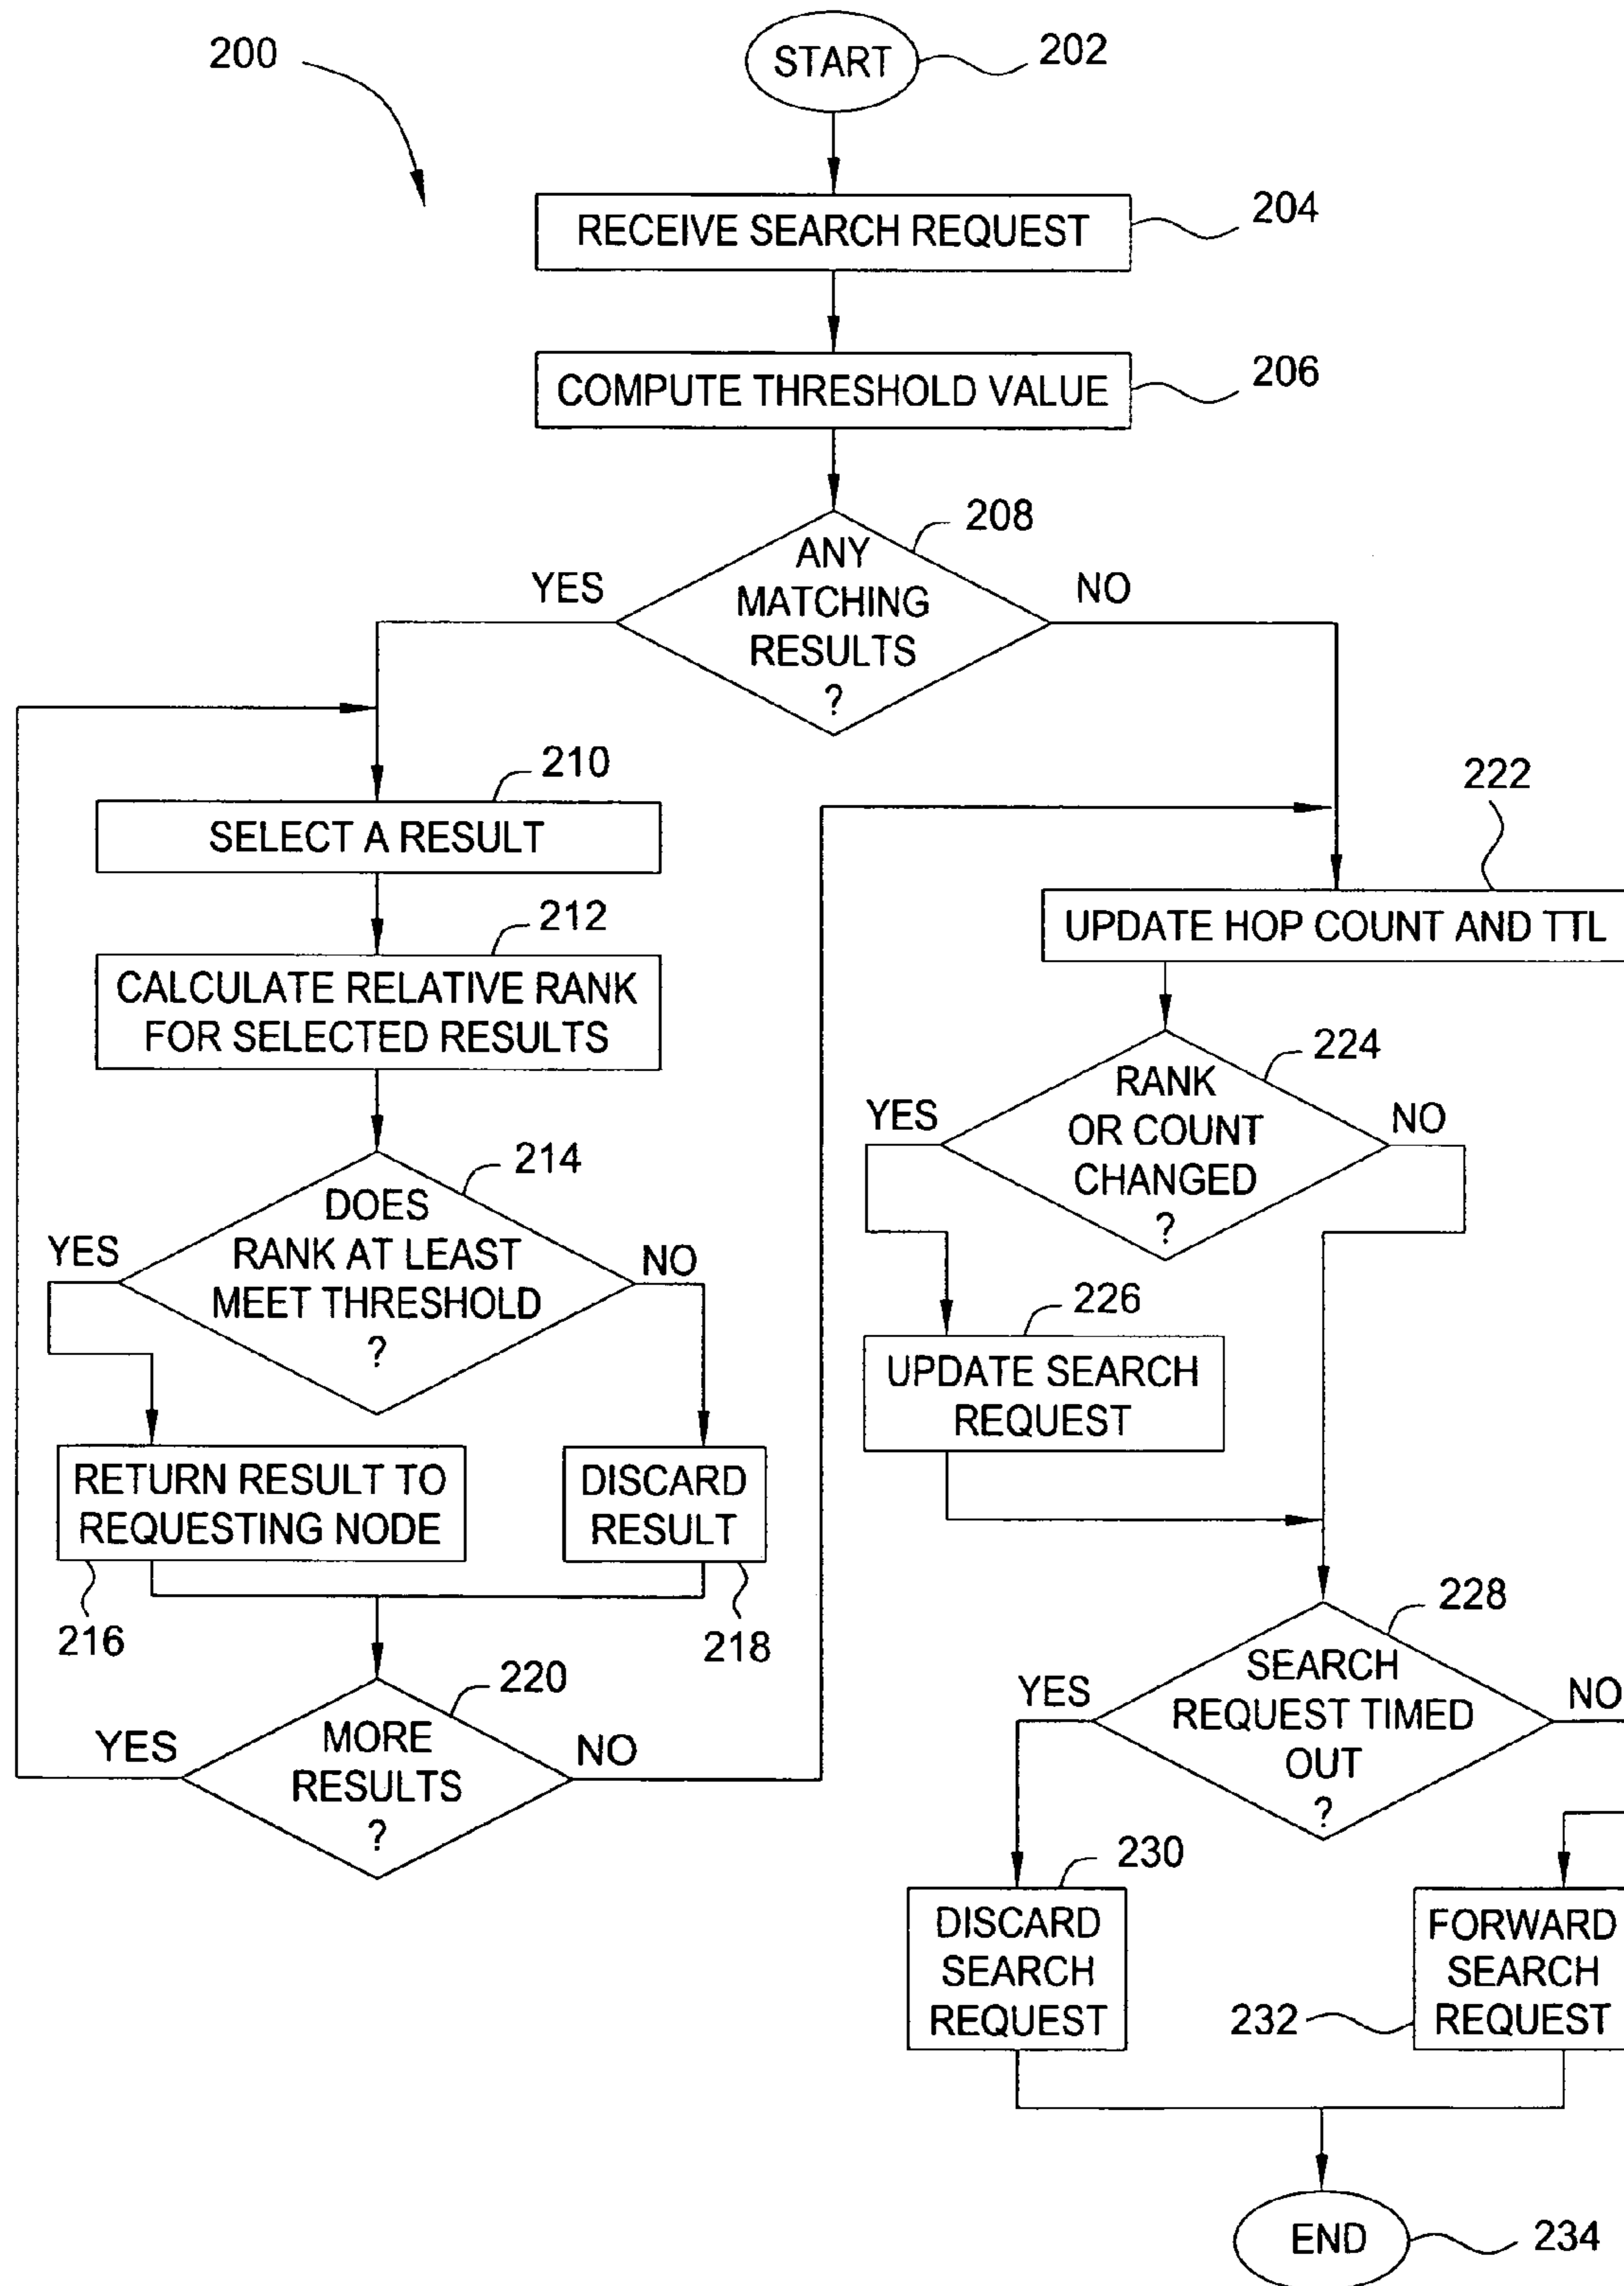 200
START
202
RECEIVE SEARCH REQUEST
204
COMPUTE THRESHOLD VALUE
206
208
ANY
MATCHING
RESULTS
?
YES
NO
210
SELECT A RESULT
212
CALCULATE RELATIVE RANK
FOR SELECTED RESULTS
214
DOES
RANK AT LEAST
MEET THRESHOLD
?
YES
NO
RETURN RESULT TO
REQUESTING NODE
216
DISCARD
RESULT
218
220
MORE
RESULTS
?
YES
NO
222
UPDATE HOP COUNT AND TTL
224
RANK
OR COUNT
CHANGED
?
YES
NO
226
UPDATE SEARCH
REQUEST
228
SEARCH
REQUEST TIMED
OUT
?
YES
NO
230
DISCARD
SEARCH
REQUEST
FORWARD
SEARCH
REQUEST
232
END
234